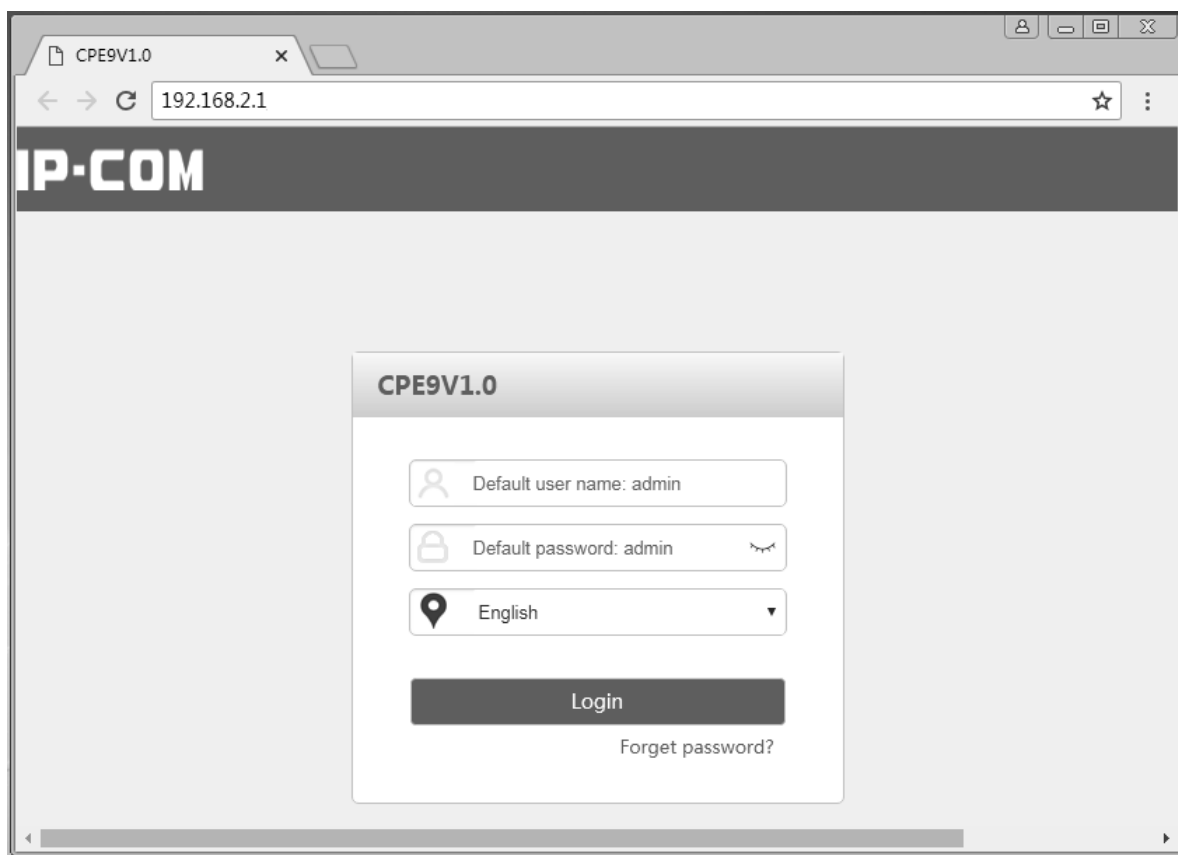 CPE9V1.0
192.168.2.1
IP-COM
CPE9V1.0
Default user name: admin
Default password: admin
English
Login
Forget password?